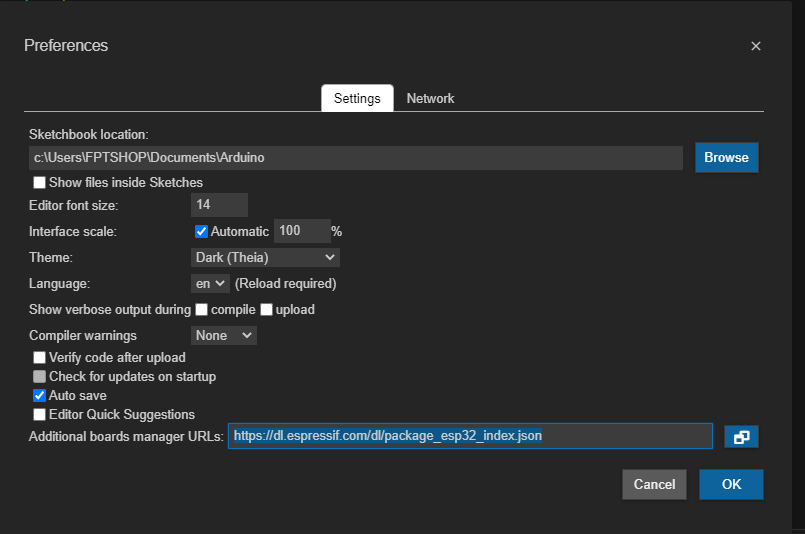 Preferences
Settings Network
Sketchbook location:
c:\Users\FPTSHOP\Documents\Arduino Browse
Show files inside Sketches
Editor font size: 14
Interface scale: Automatic 100 %
Theme: Dark (Theia)
Language: en (Reload required)
Show verbose output during compile upload
Compiler warnings None
Verify code after upload
Check for updates on startup
Auto save
Editor Quick Suggestions
Additional boards manager URLs: https://dl.espressif.com/dl/package_esp32_index.json
Cancel OK